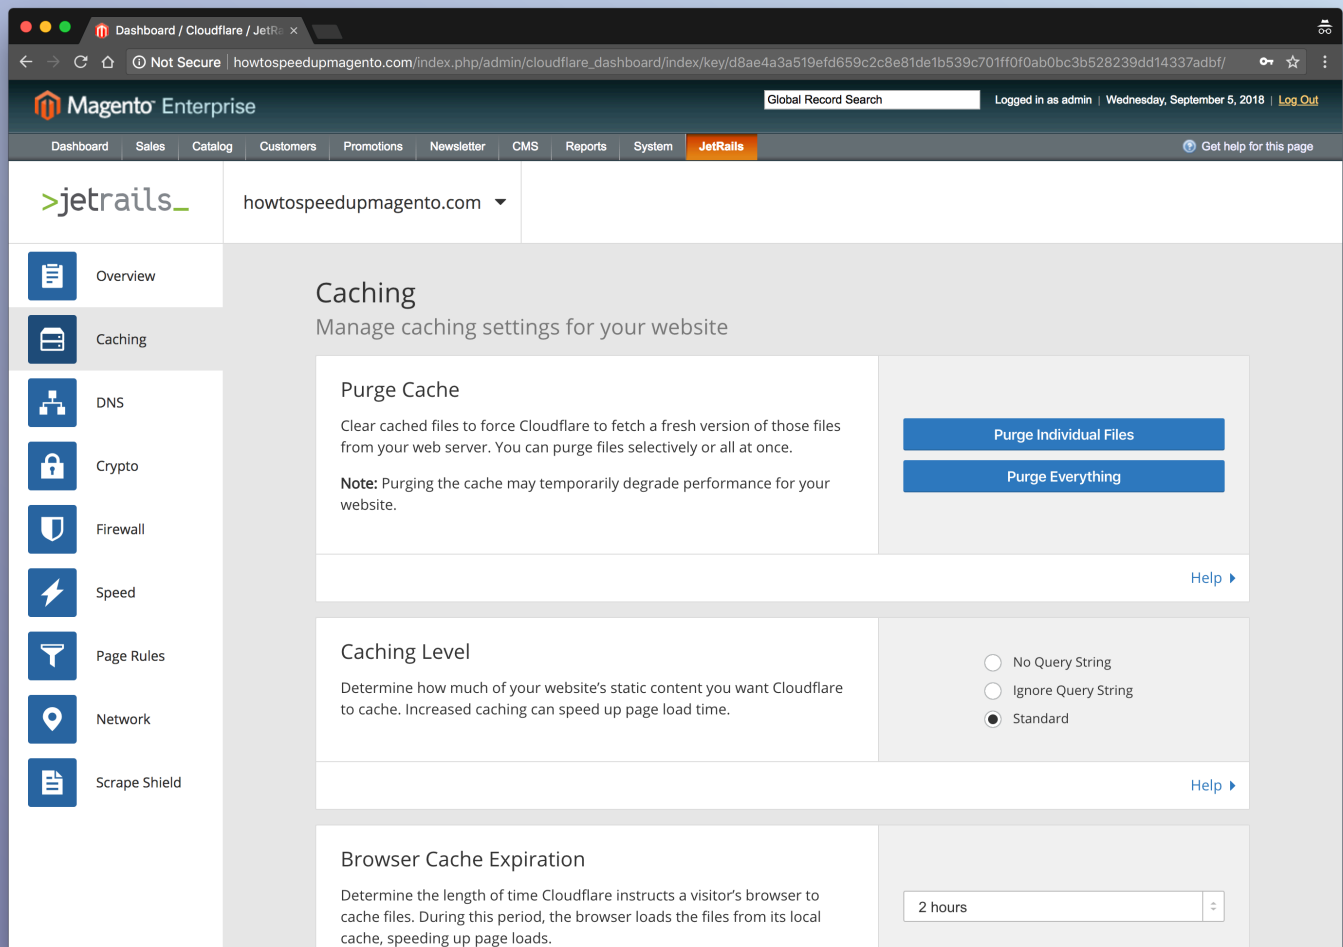 Dashboard / Cloudflare / JetRa
Not Secure howtospeedupmagento.com/index.php/admin/cloudflare_dashboard/index/key/d8ae4a3a519efd659c2c8e81de1b539c701ff0f0ab0bc3b528239dd14337adbf/
Magento Enterprise
Global Record Search
Logged in as admin | Wednesday, September 5, 2018 | Log Out
Dashboard Sales Catalog Customers Promotions Newsletter CMS Reports System JetRails
Get help for this page
>jetrails_
howtospeedupmagento.com
Overview
Caching
DNS
Crypto
Firewall
Speed
Page Rules
Network
Scrape Shield
Caching
Manage caching settings for your website
Purge Cache
Clear cached files to force Cloudflare to fetch a fresh version of those files
from your web server. You can purge files selectively or all at once.
Note: Purging the cache may temporarily degrade performance for your
website.
Purge Individual Files
Purge Everything
Help
Caching Level
Determine how much of your website’s static content you want Cloudflare
to cache. Increased caching can speed up page load time.
No Query String
Ignore Query String
Standard
Help
Browser Cache Expiration
Determine the length of time Cloudflare instructs a visitor’s browser to
cache files. During this period, the browser loads the files from its local
cache, speeding up page loads.
2 hours